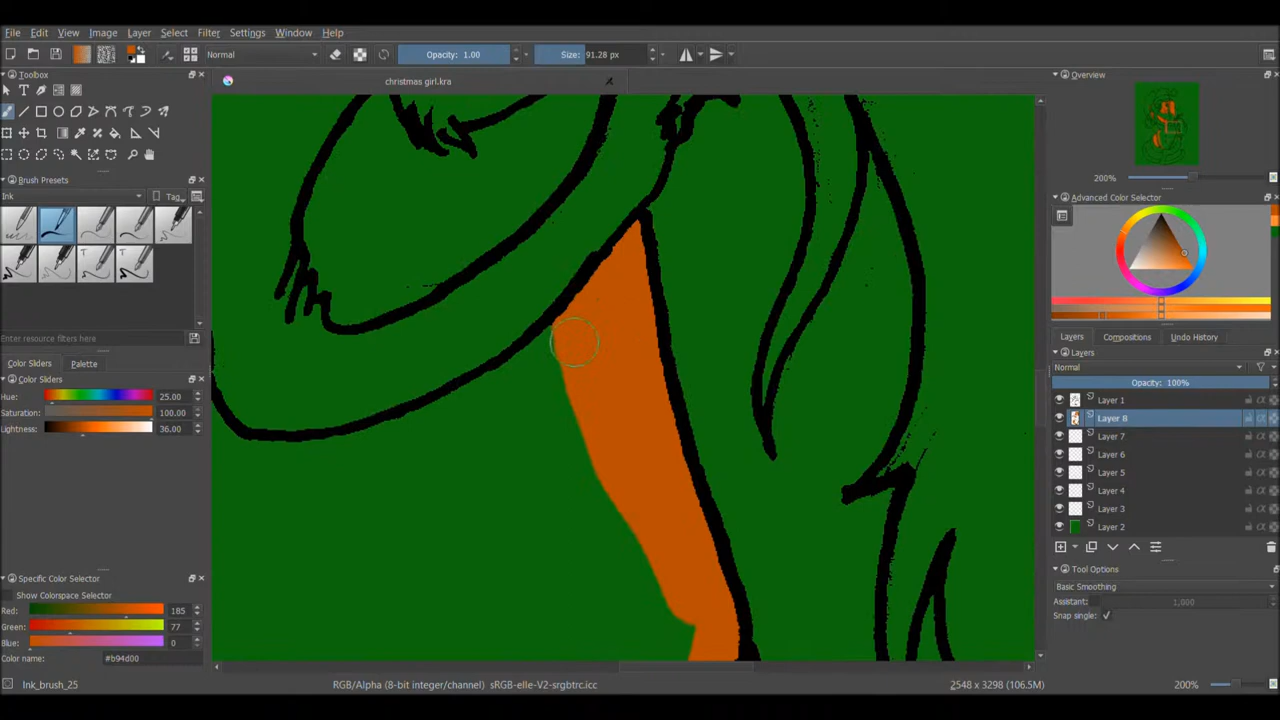 File Edit View Image Layer Select Filter Settings Window Help
Normal Opacity: 1.00 Size: 91.28 px
Toolbox
christmas girl.kra
Overview
200%
Brush Presets
Ink Tag
Enter resource filters here
Color Sliders Palette
Color Sliders
Hue: 25.00
Saturation: 100.00
Lightness: 36.00
Advanced Color Selector
Layers Compositions Undo History
Layers
Normal
Opacity: 100%
Layer 1
Layer 8
Layer 7
Layer 6
Layer 5
Layer 4
Layer 3
Layer 2
Tool Options
Basic Smoothing
Assistant: 1,000
Snap single:
Specific Color Selector
Show Colorspace Selector
Red: 185
Green: 77
Blue: 0
Color name: #b94d00
Ink_brush_25 RGB/Alpha (8-bit integer/channel) sRGB-elle-V2-srgbtrc.icc 2548 x 3298 (106.5M) 200%